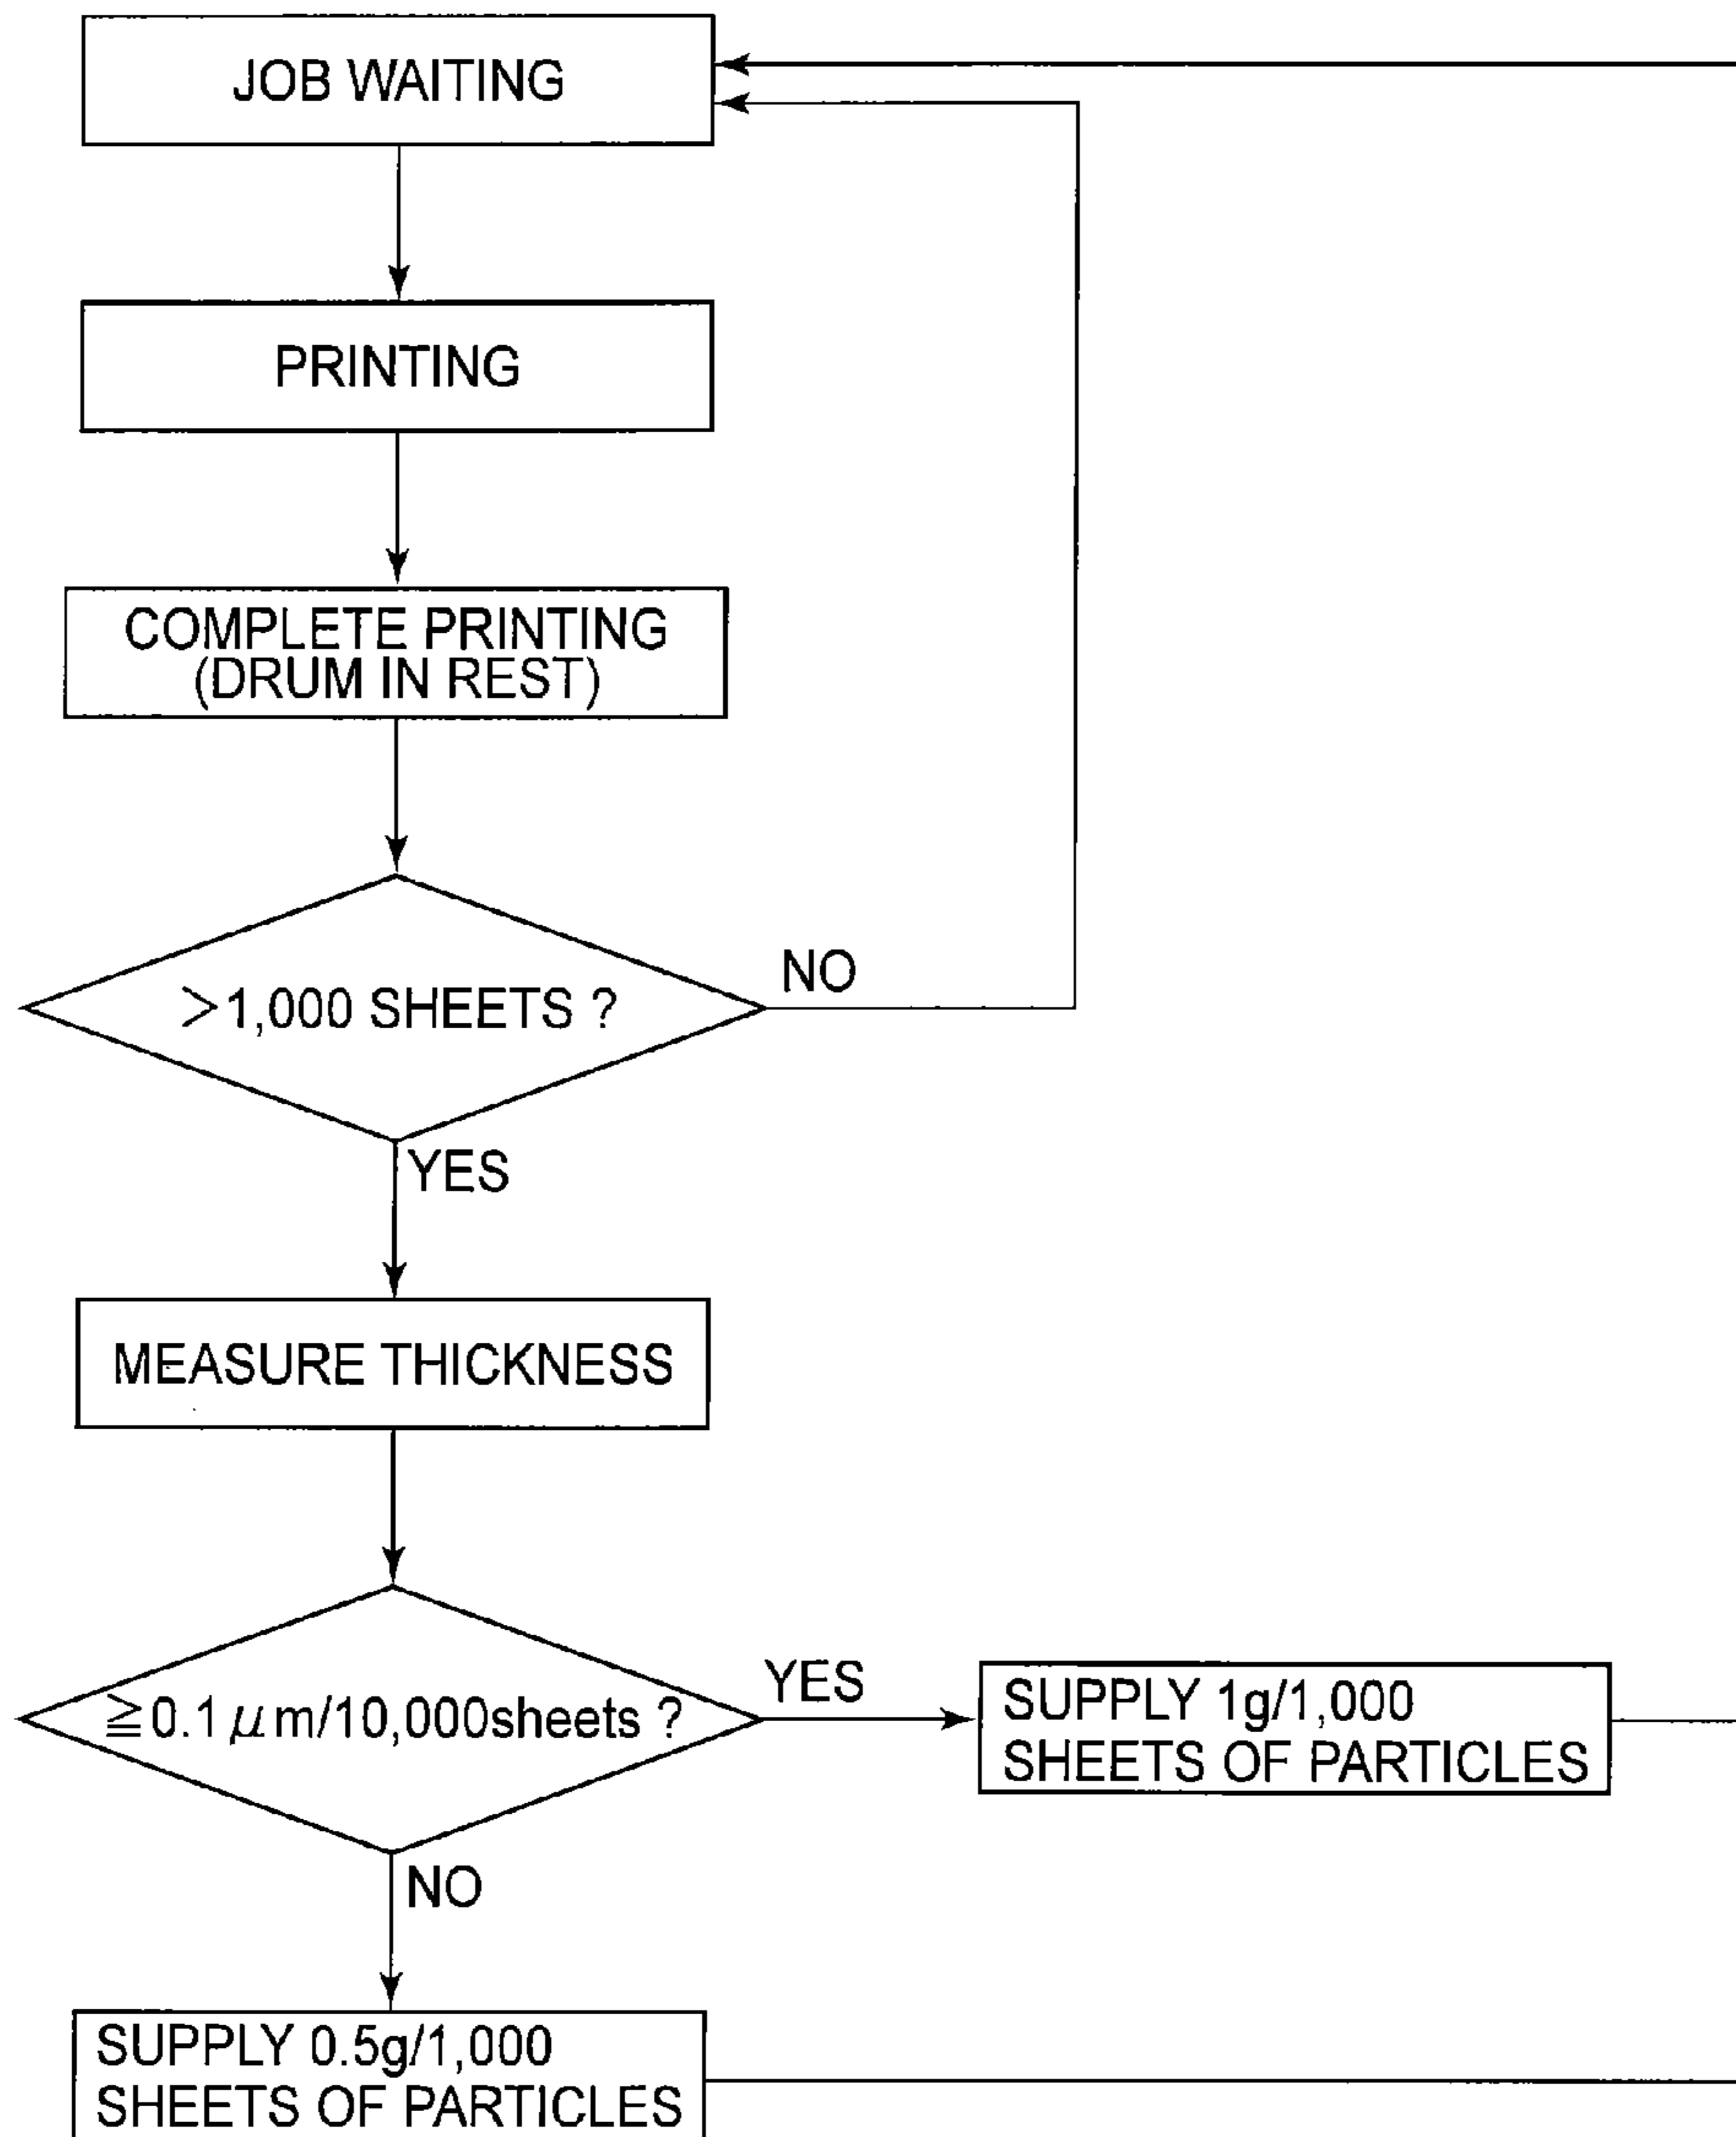 JOB WAITING
PRINTING
COMPLETE PRINTING
(DRUM IN REST)
>1,000 SHEETS ?
NO
YES
MEASURE THICKNESS
≧0.1μm/10,000sheets ?
YES
SUPPLY 1g/1,000
SHEETS OF PARTICLES
NO
SUPPLY 0.5g/1,000
SHEETS OF PARTICLES